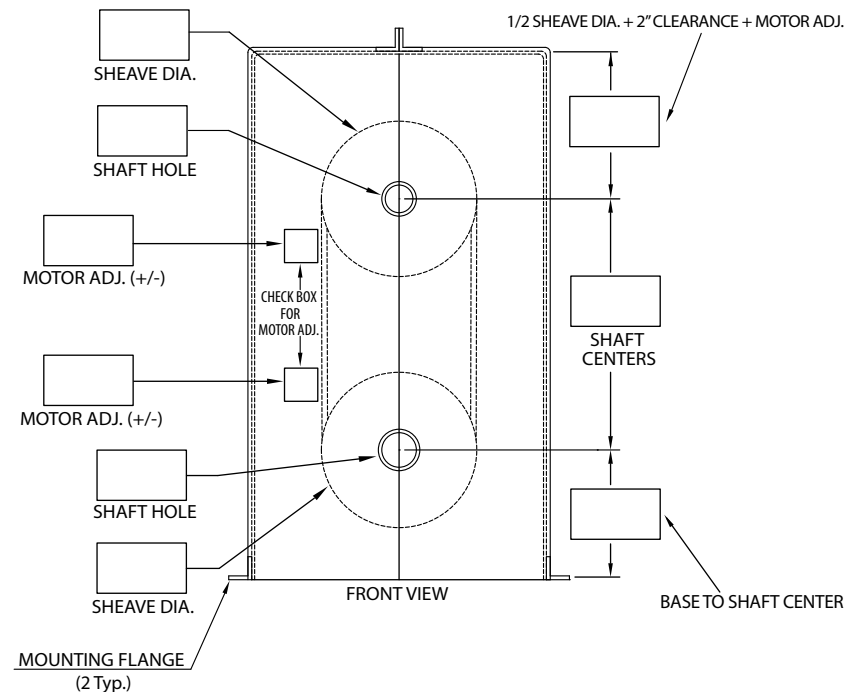 1/2 SHEAVE DIA. + 2” CLEARANCE + MOTOR ADJ.
SHEAVE DIA.
SHAFT HOLE
MOTOR ADJ. (+/-)
CHECK BOX
FOR
MOTOR ADJ.
SHAFT
CENTERS
MOTOR ADJ. (+/-)
SHAFT HOLE
SHEAVE DIA.
FRONT VIEW
BASE TO SHAFT CENTER
MOUNTING FLANGE
(2 Typ.)